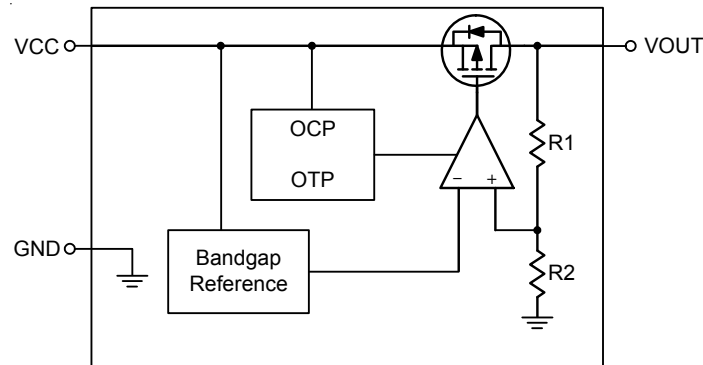 VCC
VOUT
OCP
OTP
R1
− +
GND
Bandgap
Reference
R2